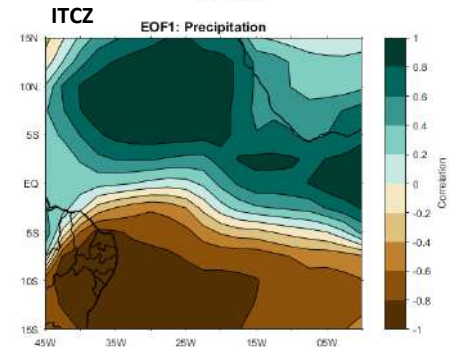 ITCZ
EOF1: Precipitation
15N
10N
5S
EQ
5S
10S
15S
45W
35W
25W
15W
05W
1
0.8
0.6
0.4
0.2
0
-0.2
-0.4
-0.6
-0.8
-1
Correlation